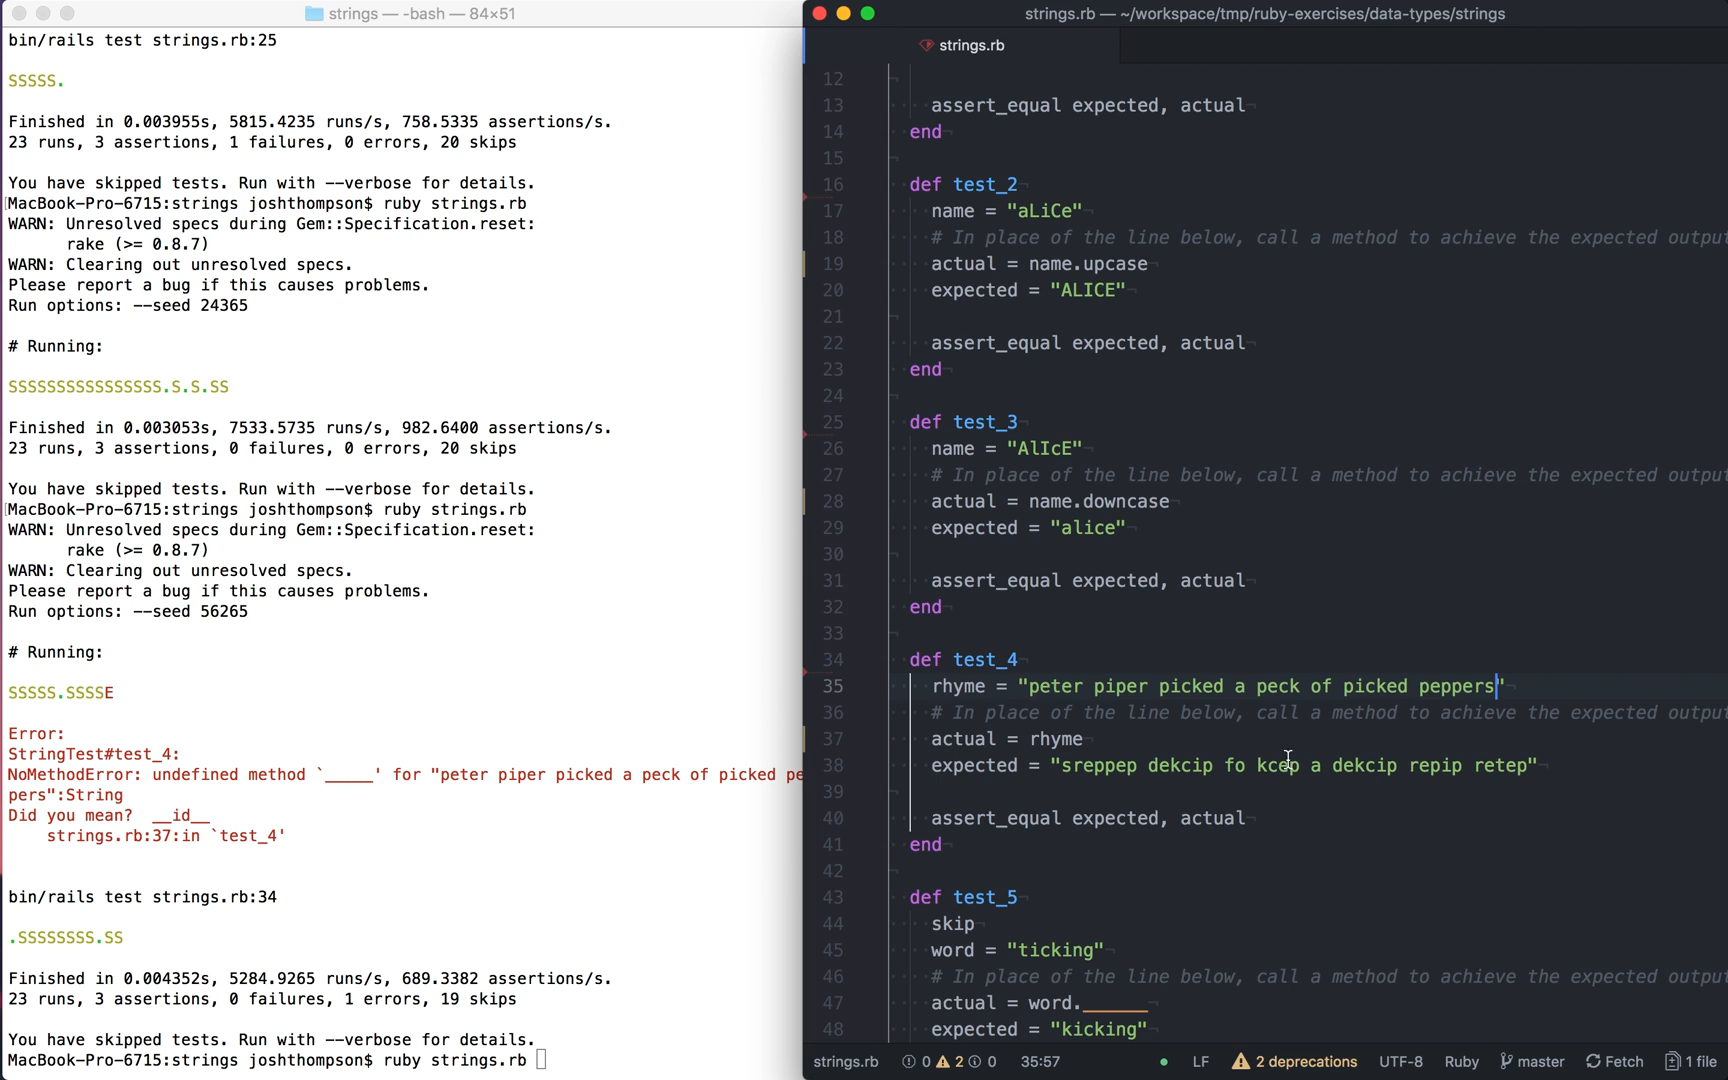 strings — -bash — 84×51
bin/rails test strings.rb:25
SSSSS.
Finished in 0.003955s, 5815.4235 runs/s, 758.5335 assertions/s.
23 runs, 3 assertions, 1 failures, 0 errors, 20 skips
You have skipped tests. Run with --verbose for details.
[MacBook-Pro-6715:strings joshthompson$ ruby strings.rb
WARN: Unresolved specs during Gem::Specification.reset:
rake (>= 0.8.7)
WARN: Clearing out unresolved specs.
Please report a bug if this causes problems.
Run options: --seed 24365
# Running:
SSSSSSSSSSSSSSSS.S.S.SS
Finished in 0.003053s, 7533.5735 runs/s, 982.6400 assertions/s.
23 runs, 3 assertions, 0 failures, 0 errors, 20 skips
You have skipped tests. Run with --verbose for details.
[MacBook-Pro-6715:strings joshthompson$ ruby strings.rb
WARN: Unresolved specs during Gem::Specification.reset:
rake (>= 0.8.7)
WARN: Clearing out unresolved specs.
Please report a bug if this causes problems.
Run options: --seed 56265
# Running:
SSSSS.SSSSE
Error:
StringTest#test_4:
NoMethodError: undefined method `_____' for "peter piper picked a peck of picked pe
pers":String
Did you mean?  __id__
strings.rb:37:in `test_4'
bin/rails test strings.rb:34
.SSSSSSSS.SS
Finished in 0.004352s, 5284.9265 runs/s, 689.3382 assertions/s.
23 runs, 3 assertions, 0 failures, 1 errors, 19 skips
You have skipped tests. Run with --verbose for details.
MacBook-Pro-6715:strings joshthompson$ ruby strings.rb
strings.rb — ~/workspace/tmp/ruby-exercises/data-types/strings
strings.rb
12
13 assert_equal expected, actual
14 end
15
16 def test_2
17 name = "aLiCe"
18 # In place of the line below, call a method to achieve the expected output
19 actual = name.upcase
20 expected = "ALICE"
21
22 assert_equal expected, actual
23 end
24
25 def test_3
26 name = "AlIcE"
27 # In place of the line below, call a method to achieve the expected output
28 actual = name.downcase
29 expected = "alice"
30
31 assert_equal expected, actual
32 end
33
34 def test_4
35 rhyme = "peter piper picked a peck of picked peppers"
36 # In place of the line below, call a method to achieve the expected output
37 actual = rhyme
38 expected = "sreppep dekcip fo kcep a dekcip repip retep"
39
40 assert_equal expected, actual
41 end
42
43 def test_5
44 skip
45 word = "ticking"
46 # In place of the line below, call a method to achieve the expected output
47 actual = word.______
48 expected = "kicking"
strings.rb 0 2 0 35:57 LF 2 deprecations UTF-8 Ruby master Fetch 1 file